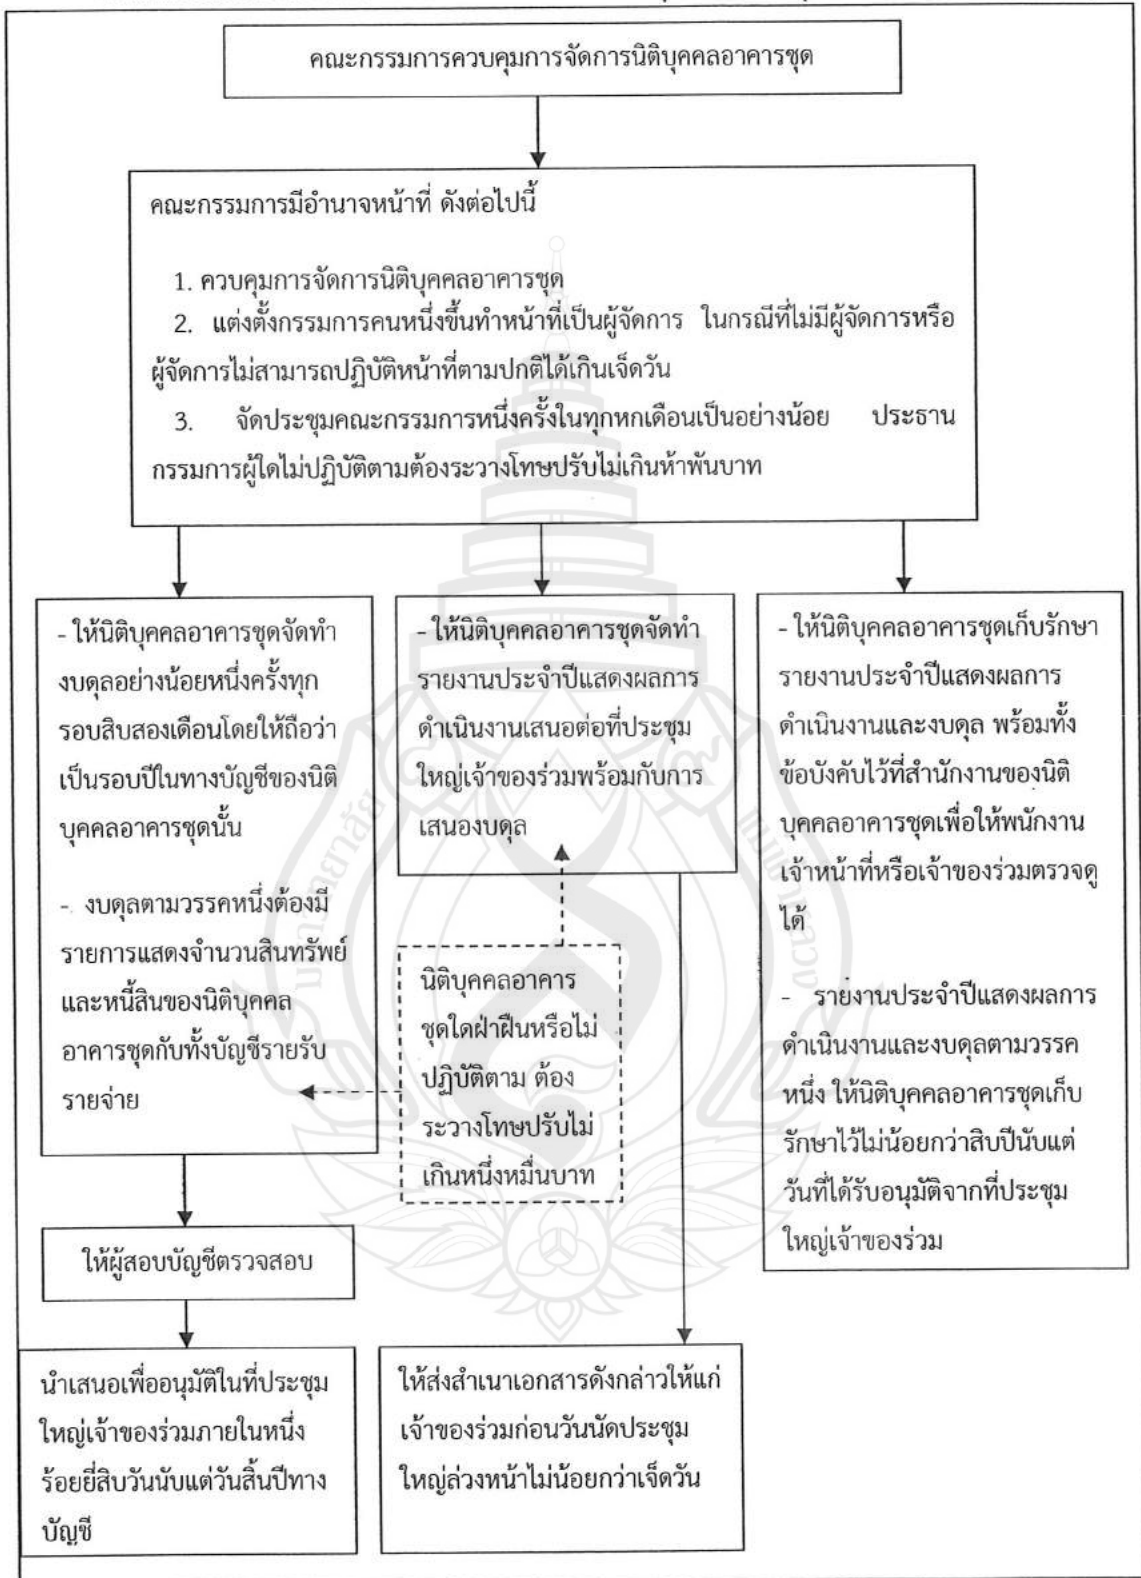 คณะกรรมการควบคุมการจัดการนิติบุคคลอาคารชุด
คณะกรรมการมีอำนาจหน้าที่ ดังต่อไปนี้
1. ควบคุมการจัดการนิติบุคคลอาคารชุด
2. แต่งตั้งกรรมการคนหนึ่งขึ้นทำหน้าที่เป็นผู้จัดการ ในกรณีที่ไม่มีผู้จัดการหรือ
ผู้จัดการไม่สามารถปฏิบัติหน้าที่ตามปกติได้เกินเจ็ดวัน
3. จัดประชุมคณะกรรมการหนึ่งครั้งในทุกหกเดือนเป็นอย่างน้อย ประธาน
กรรมการผู้ใดไม่ปฏิบัติตามต้องระวางโทษปรับไม่เกินห้าพันบาท
- ให้นิติบุคคลอาคารชุดจัดทำ
งบดุลอย่างน้อยหนึ่งครั้งทุก
รอบสิบสองเดือนโดยให้ถือว่า
เป็นรอบปีในทางบัญชีของนิติ
บุคคลอาคารชุดนั้น
- งบดุลตามวรรคหนึ่งต้องมี
รายการแสดงจำนวนสินทรัพย์
และหนี้สินของนิติบุคคล
อาคารชุดกับทั้งบัญชีรายรับ
รายจ่าย
- ให้นิติบุคคลอาคารชุดจัดทำ
รายงานประจำปีแสดงผลการ
ดำเนินงานเสนอต่อที่ประชุม
ใหญ่เจ้าของร่วมพร้อมกับการ
เสนองบดุล
- ให้นิติบุคคลอาคารชุดเก็บรักษา
รายงานประจำปีแสดงผลการ
ดำเนินงานและงบดุล พร้อมทั้ง
ข้อบังคับไว้ที่สำนักงานของนิติ
บุคคลอาคารชุดเพื่อให้พนักงาน
เจ้าหน้าที่หรือเจ้าของร่วมตรวจดู
ได้
- รายงานประจำปีแสดงผลการ
ดำเนินงานและงบดุลตามวรรค
หนึ่ง ให้นิติบุคคลอาคารชุดเก็บ
รักษาไว้ไม่น้อยกว่าสิบปีนับแต่
วันที่ได้รับอนุมัติจากที่ประชุม
ใหญ่เจ้าของร่วม
นิติบุคคลอาคาร
ชุดใดฝ่าฝืนหรือไม่
ปฏิบัติตาม ต้อง
ระวางโทษปรับไม่
เกินหนึ่งหมื่นบาท
ให้ผู้สอบบัญชีตรวจสอบ
นำเสนอเพื่ออนุมัติในที่ประชุม
ใหญ่เจ้าของร่วมภายในหนึ่ง
ร้อยยี่สิบวันนับแต่วันสิ้นปีทาง
บัญชี
ให้ส่งสำเนาเอกสารดังกล่าวให้แก่
เจ้าของร่วมก่อนวันนัดประชุม
ใหญ่ล่วงหน้าไม่น้อยกว่าเจ็ดวัน